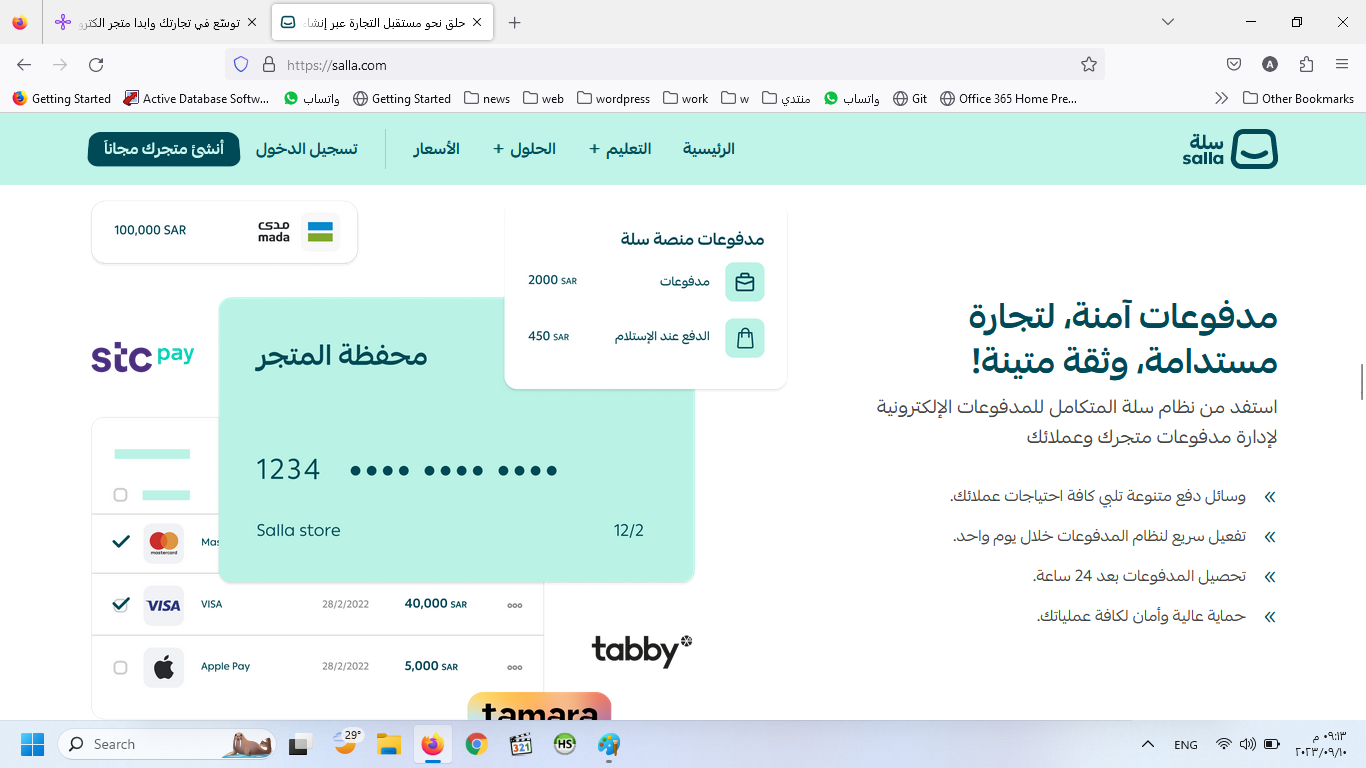 توسّع في تجارتك وابدا متجر الكترو
حلق نحو مستقبل التجارة عبر إنشا
https://salla.com
Getting Started
Active Database Softw...
واتساب
Getting Started
news
web
wordpress
work
w
منتدي
واتساب
Git
Office 365 Home Pre...
Other Bookmarks
سلة
salla
الرئيسية
التعليم +
الحلول +
الأسعار
تسجيل الدخول
أنشئ متجرك مجاناً
مدفوعات آمنة، لتجارة
مستدامة، وثقة متينة!
استفد من نظام سلة المتكامل للمدفوعات الإلكترونية
لإدارة مدفوعات متجرك وعملائك
وسائل دفع متنوعة تلبي كافة احتياجات عملائك.
تفعيل سريع لنظام المدفوعات خلال يوم واحد.
تحصيل المدفوعات بعد 24 ساعة.
حماية عالية وأمان لكافة عملياتك.
مدفوعات منصة سلة
مدفوعات
2000 SAR
الدفع عند الإستلام
450 SAR
مدى
mada
100,000 SAR
stc pay
محفظة المتجر
1234 •••• •••• ••••
Salla store
12/2
mastercard
Mas
VISA
VISA
28/2/2022
40,000 SAR
Apple Pay
28/2/2022
5,000 SAR
tabby
tamara
Search
29°
321
HS
ENG
٠٩:١٣ م
٢٠٢٣/٠٩/١٠